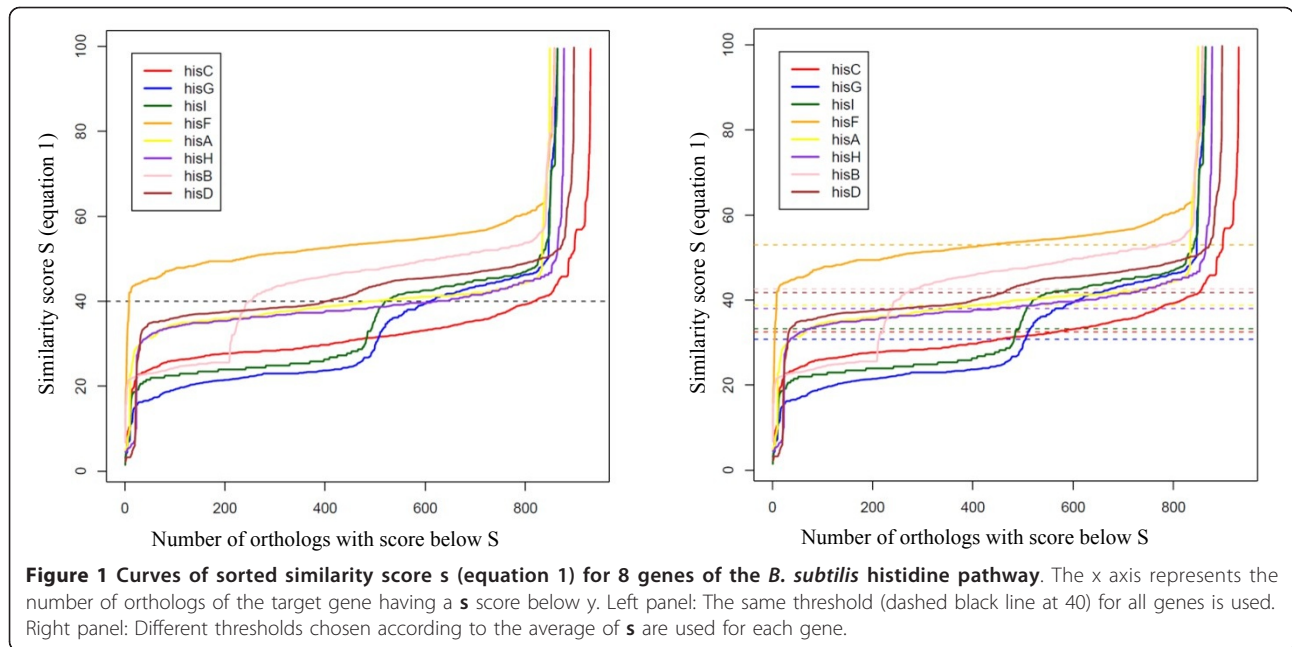 100
80
60
40
20
0
Similarity score S (equation 1)
hisC
hisG
hisI
hisF
hisA
hisH
hisB
hisD
0 200 400 600 800
Number of orthologs with score below S
100
80
60
40
20
0
Similarity score S (equation 1)
hisC
hisG
hisI
hisF
hisA
hisH
hisB
hisD
0 200 400 600 800
Number of orthologs with score below S
Figure 1 Curves of sorted similarity score s (equation 1) for 8 genes of the B. subtilis histidine pathway. The x axis represents the
number of orthologs of the target gene having a s score below y. Left panel: The same threshold (dashed black line at 40) for all genes is used.
Right panel: Different thresholds chosen according to the average of s are used for each gene.